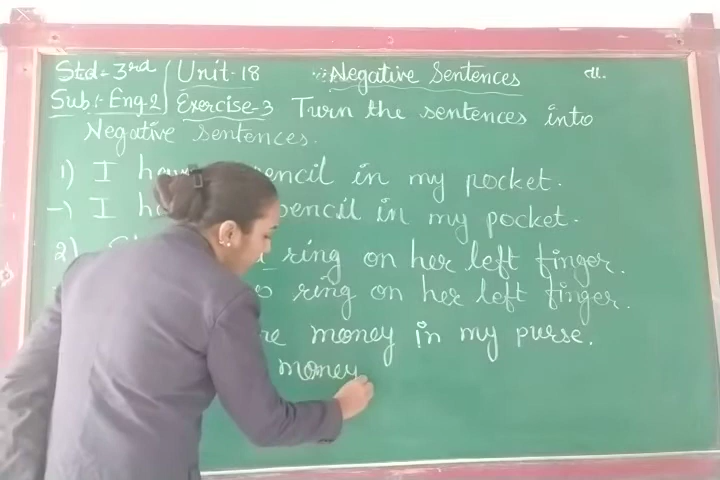 Std- 3rd Unit-18 Negative Sentences dt.
Sub:- Eng.2 Exercise-3 Turn the sentences into
Negative sentences.
1) I pencil in my pocket.
→ I pencil in my pocket.
2) ring on her left finger.
ring on her left finger.
money in my purse.
money